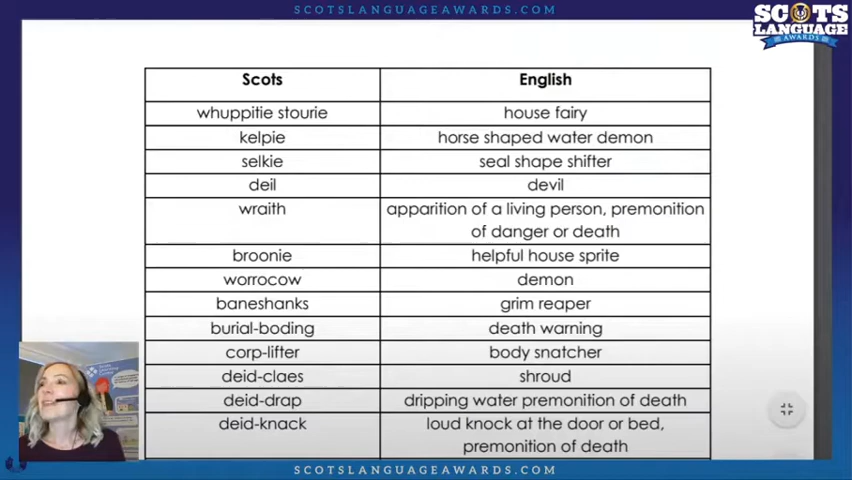 SCOTSLANGUAGEAWARDS.COM
SCOTS
LANGUAGE
AWARDS
Scots English
whuppitie stourie house fairy
kelpie horse shaped water demon
selkie seal shape shifter
deil devil
wraith apparition of a living person, premonition
of danger or death
broonie helpful house sprite
worrocow demon
baneshanks grim reaper
burial-boding death warning
corp-lifter body snatcher
deid-claes shroud
deid-drap dripping water premonition of death
deid-knack loud knock at the door or bed,
premonition of death
SCOTSLANGUAGEAWARDS.COM